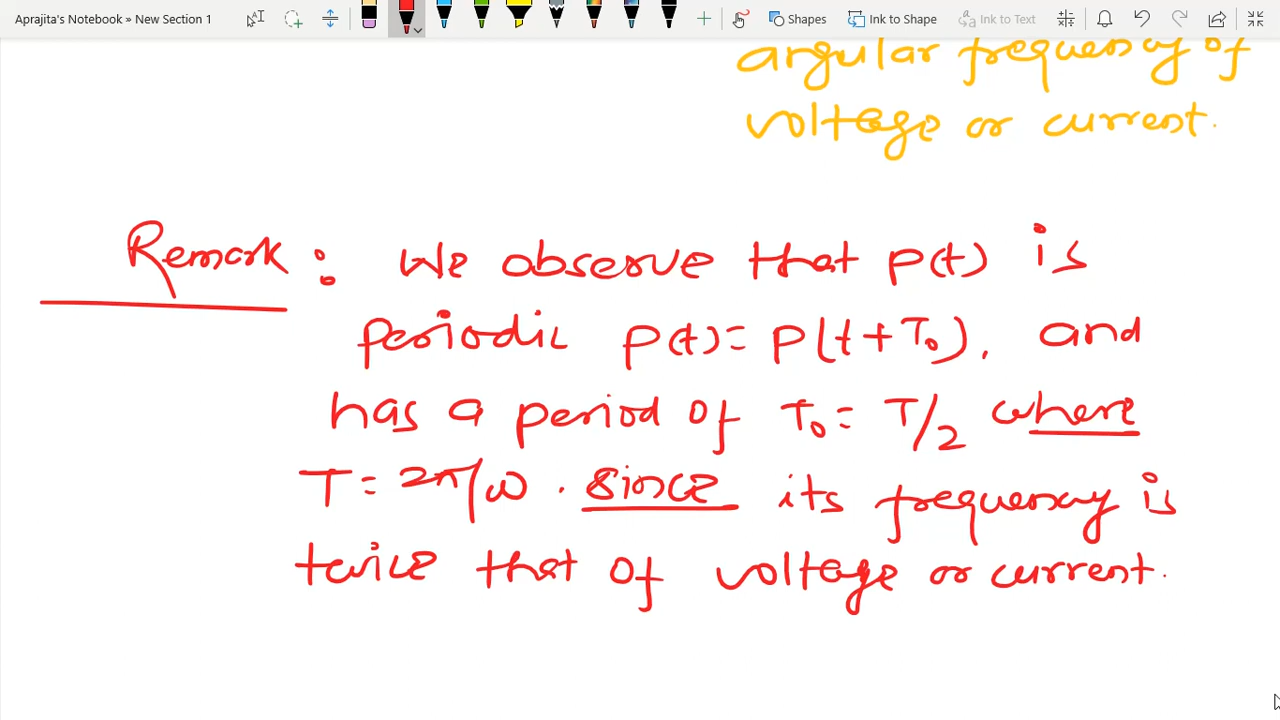 Aprajita's Notebook » New Section 1
Shapes
Ink to Shape
Ink to Text
angular frequency of
voltage or current.
Remark : We observe that p(t) is
periodic p(t) = p(t + T₀), and
has a period of T₀ = T/2 where
T = 2π/ω . since its frequency is
twice that of voltage or current.